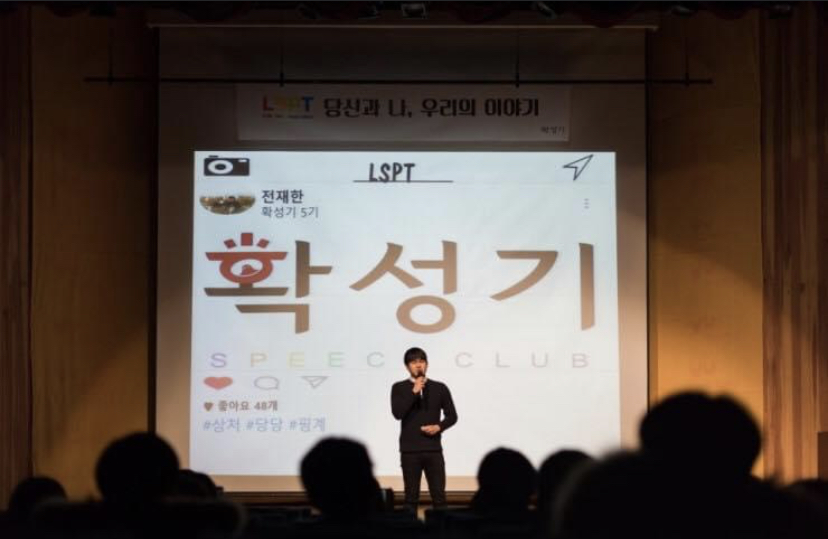 LSPT 당신과 나, 우리의 이야기
확성기
LSPT
전재한
확성기 5기
확성기
SPEECH CLUB
좋아요 48개
#상처 #당당 #핑계